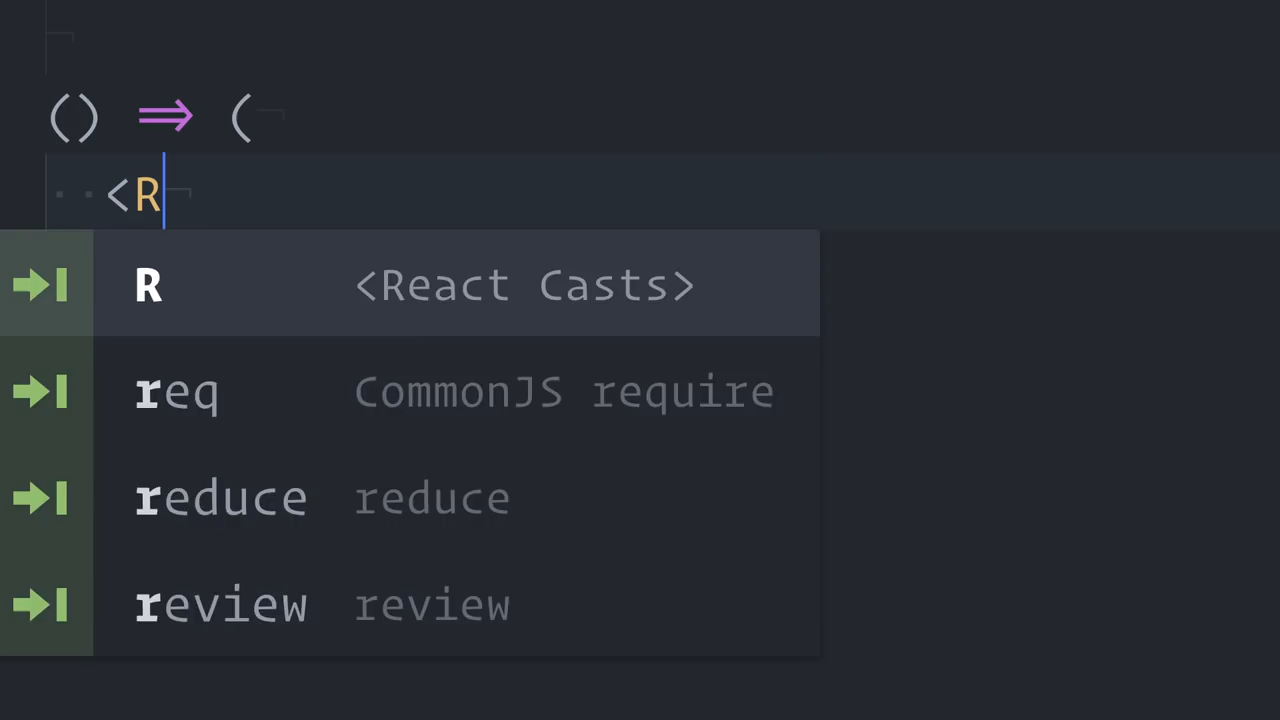 () => (
<R
R <React Casts>
req CommonJS require
reduce reduce
review review